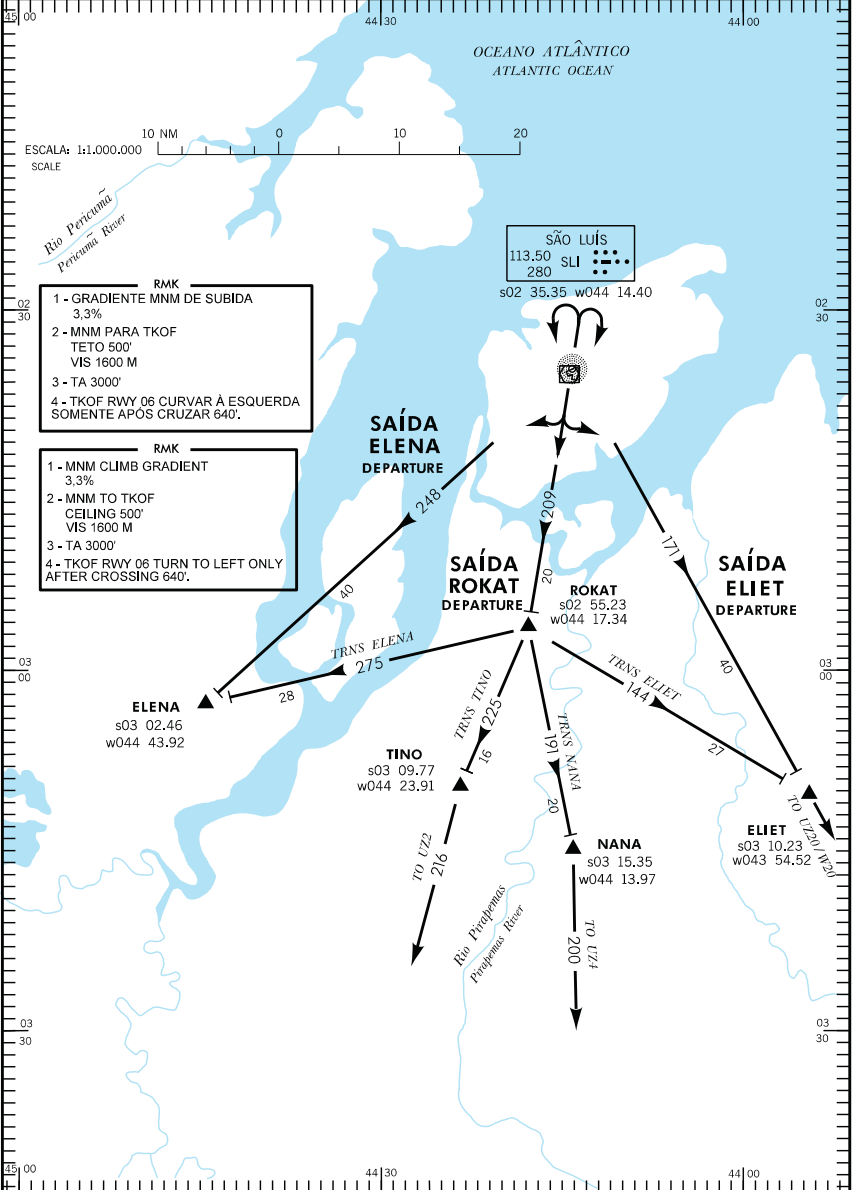 45 00
44 30
44 00
OCEANO ATLÂNTICO
ATLANTIC OCEAN
10 NM 0 10 20
ESCALA: 1:1.000.000
SCALE
Rio Pericumã
Pericumã River
SÃO LUÍS
113.50 SLI
280
s02 35.35 w044 14.40
02 30
02 30
RMK
1 - GRADIENTE MNM DE SUBIDA
3,3%
2 - MNM PARA TKOF
TETO 500'
VIS 1600 M
3 - TA 3000'
4 - TKOF RWY 06 CURVAR À ESQUERDA
SOMENTE APÓS CRUZAR 640'.
RMK
1 - MNM CLIMB GRADIENT
3,3%
2 - MNM TO TKOF
CEILING 500'
VIS 1600 M
3 - TA 3000'
4 - TKOF RWY 06 TURN TO LEFT ONLY
AFTER CROSSING 640'.
SAÍDA
ELENA
DEPARTURE
248
40
209
20
171
40
SAÍDA
ROKAT
DEPARTURE
ROKAT
s02 55.23
w044 17.34
SAÍDA
ELIET
DEPARTURE
TRNS ELENA
275
28
TRNS TINO
225
16
TRNS NANA
191
20
TRNS ELIET
144
27
03 00
03 00
ELENA
s03 02.46
w044 43.92
TINO
s03 09.77
w044 23.91
TO UZ2
216
NANA
s03 15.35
w044 13.97
TO UZ4
200
ELIET
s03 10.23
w043 54.52
TO UZ20/W20
Rio Pirapemas
Pirapemas River
03 30
03 30
45 00
44 30
44 00